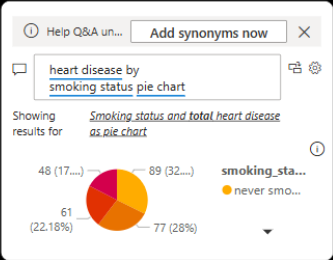 Help Q&A un...
Add synonyms now
heart disease by
smoking status pie chart
Showing results for
Smoking status and total heart disease
as pie chart
48 (17....)
89 (32....)
smoking_sta...
never smo...
61
(22.18%)
77 (28%)